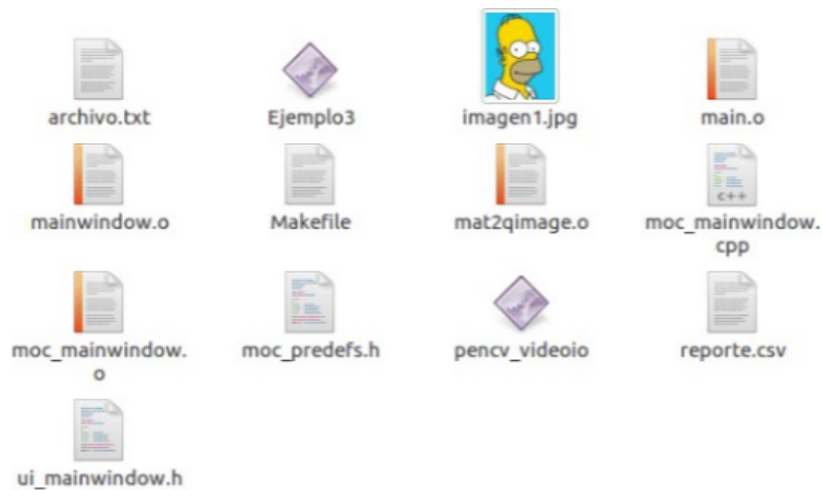 archivo.txt
Ejemplo3
imagen1.jpg
main.o
mainwindow.o
Makefile
mat2qimage.o
c++
moc_mainwindow.
cpp
moc_mainwindow.
o
moc_predefs.h
pencv_videoio
reporte.csv
ui_mainwindow.h